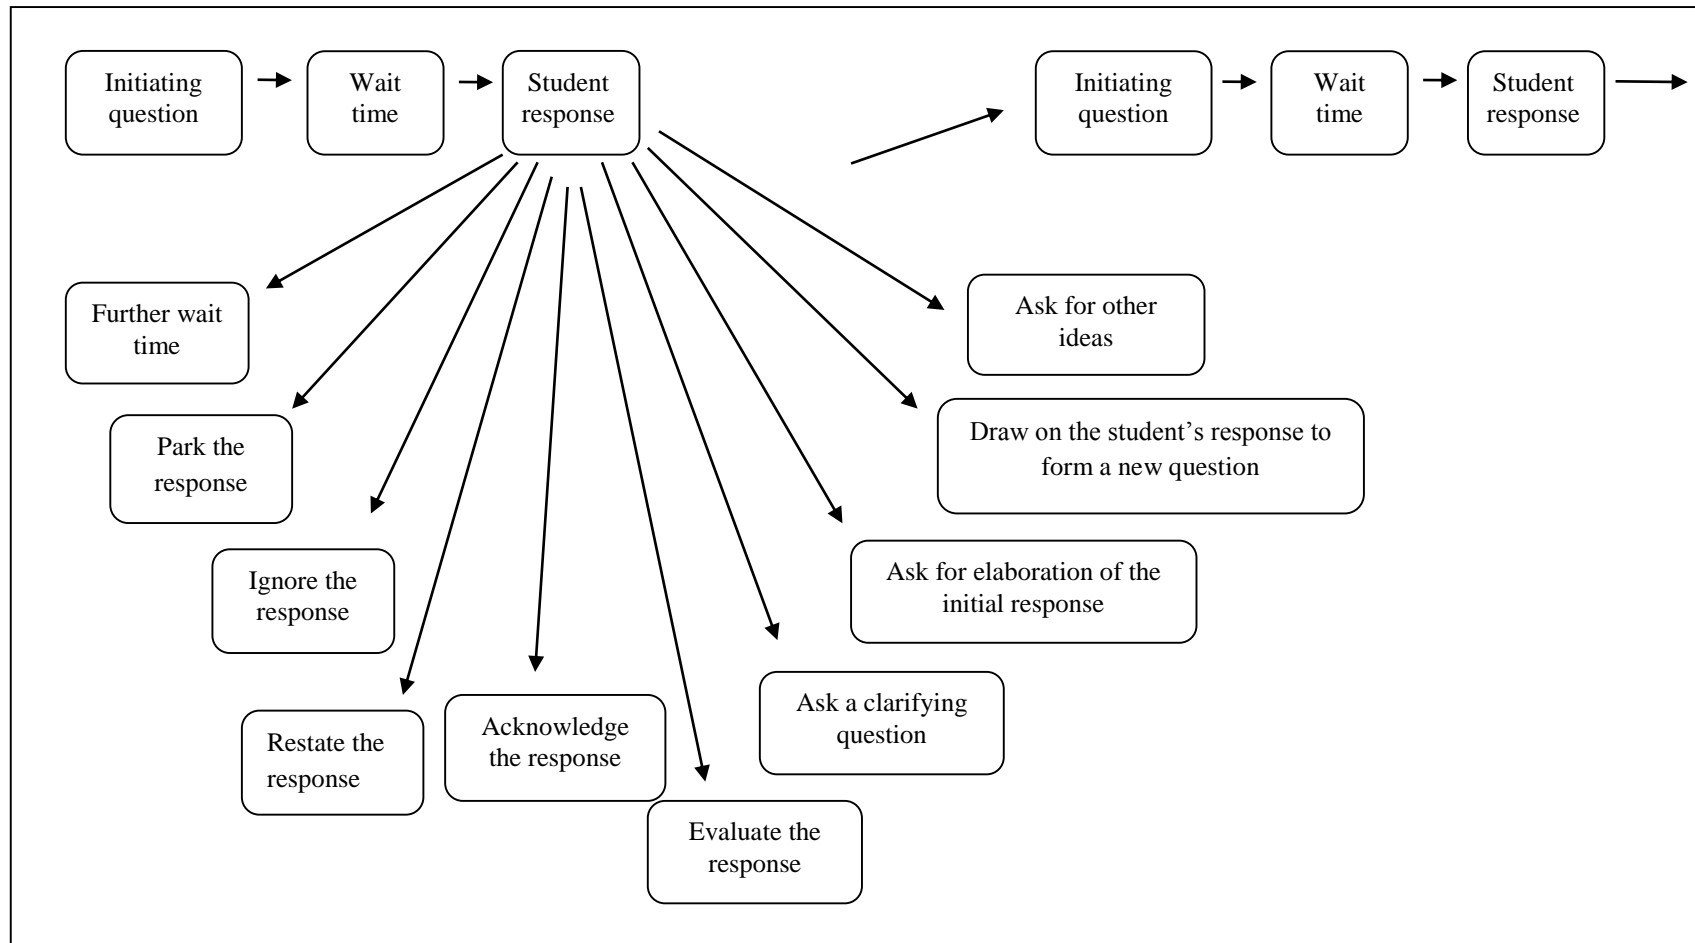 Initiating
question
Wait
time
Student
response
Initiating
question
Wait
time
Student
response
Further wait
time
Park the
response
Ignore the
response
Restate the
response
Acknowledge
the response
Evaluate the
response
Ask a clarifying
question
Ask for elaboration of the
initial response
Draw on the student’s response to
form a new question
Ask for other
ideas